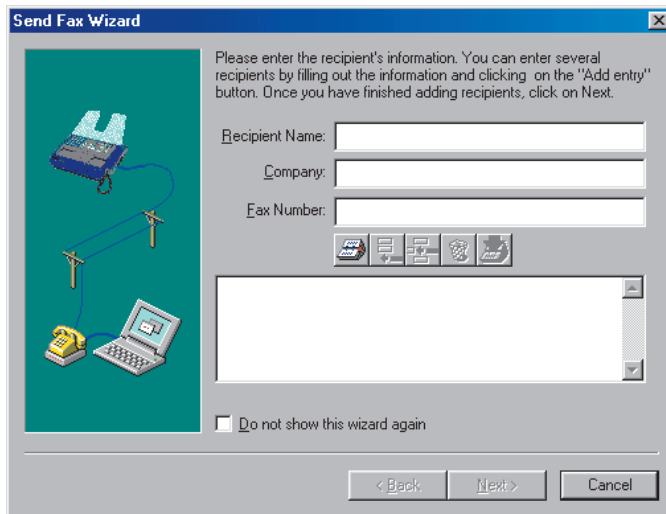 Send Fax Wizard
Please enter the recipient's information. You can enter several
recipients by filling out the information and clicking on the "Add entry"
button. Once you have finished adding recipients, click on Next.
Recipient Name:
Company:
Fax Number:
Do not show this wizard again
< Back
Next >
Cancel